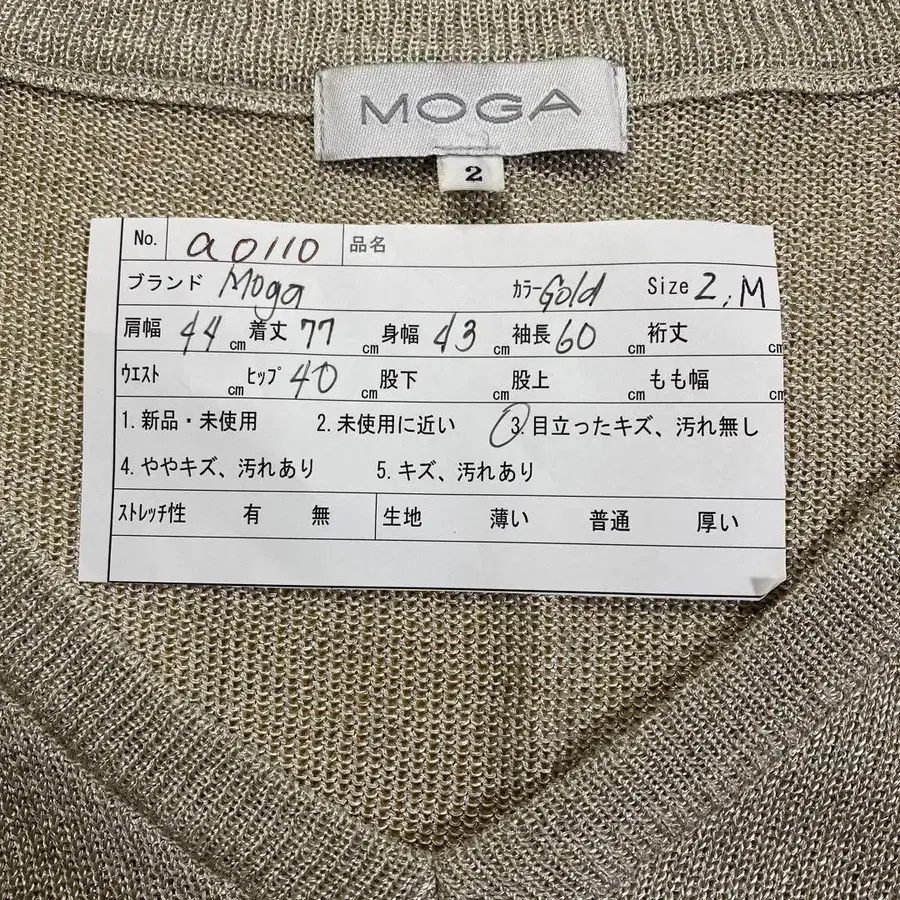 MOGA
2
No. a0110 品名
ブランド Moga カラー Gold Size 2, M
肩幅 44 cm 着丈 77 cm 身幅 43 cm 袖長 60 cm 裄丈 cm
ウエスト cm ヒップ 40 cm 股下 cm 股上 cm もも幅 cm
1.新品・未使用 2.未使用に近い 3.目立ったキズ、汚れ無し
4.ややキズ、汚れあり 5.キズ、汚れあり
ストレッチ性 有 無 生地 薄い 普通 厚い